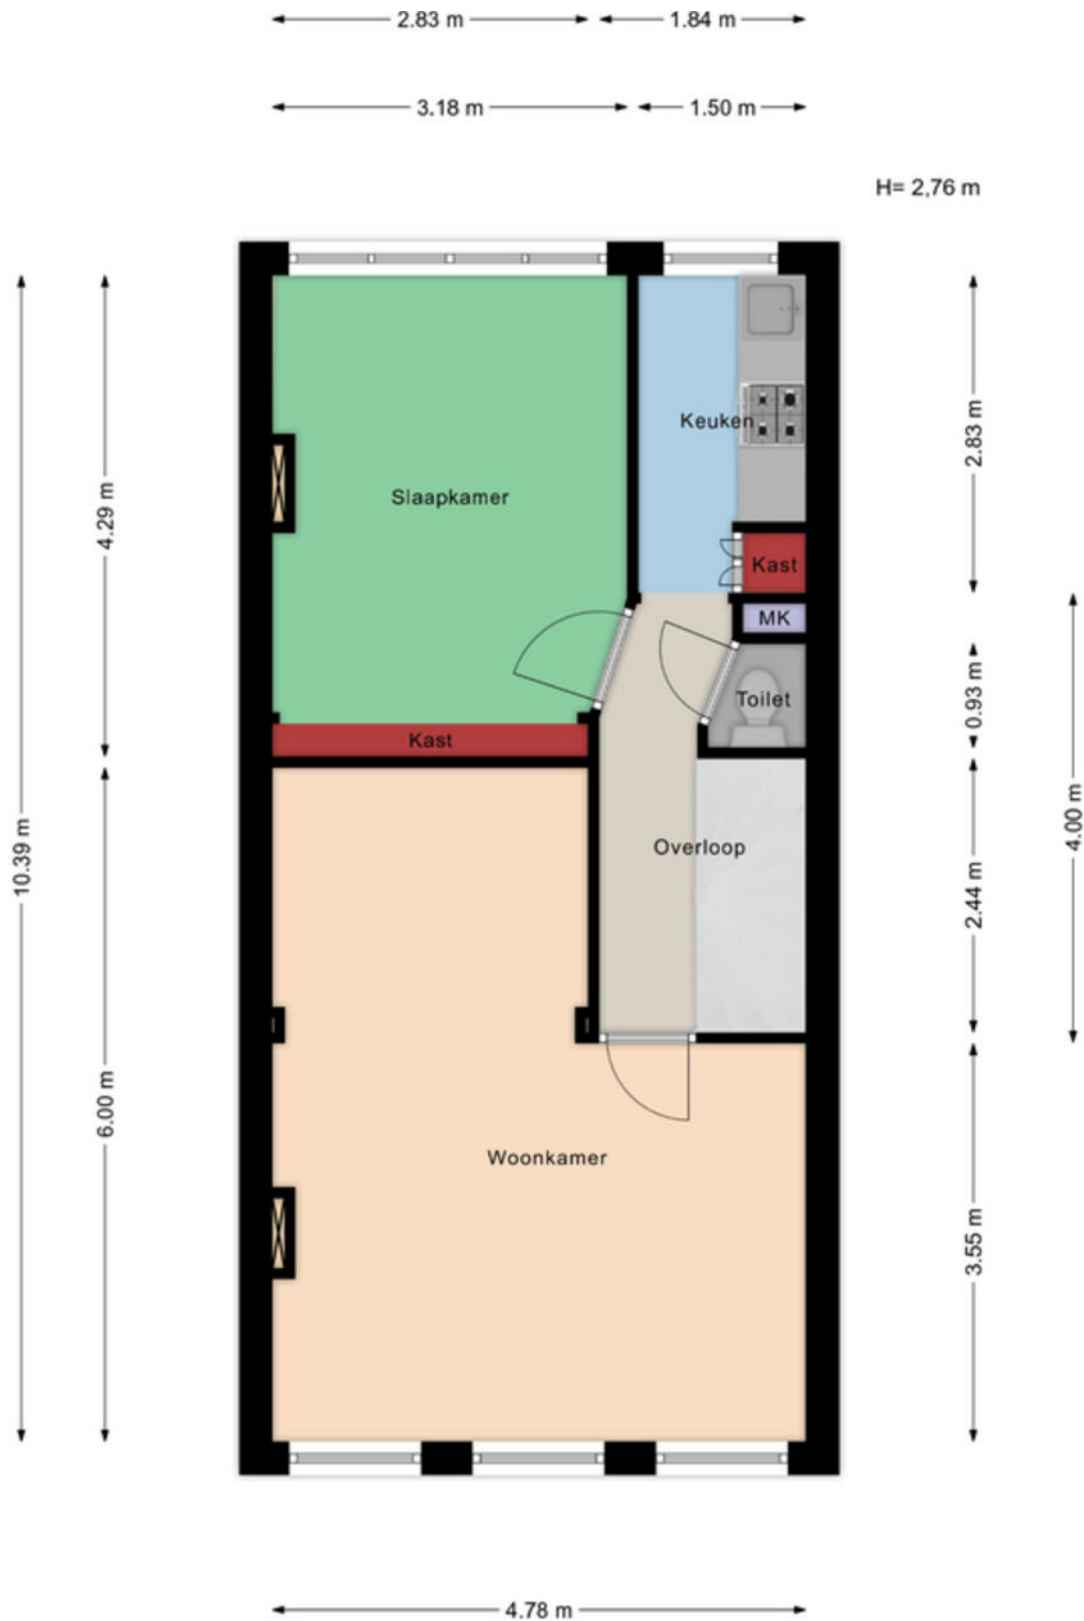 2.83 m
1.84 m
3.18 m
1.50 m
H= 2,76 m
10.39 m
4.29 m
6.00 m
Slaapkamer
Keuken
Kast
MK
Toilet
Kast
Overloop
Woonkamer
2.83 m
0.93 m
2.44 m
3.55 m
4.00 m
4.78 m